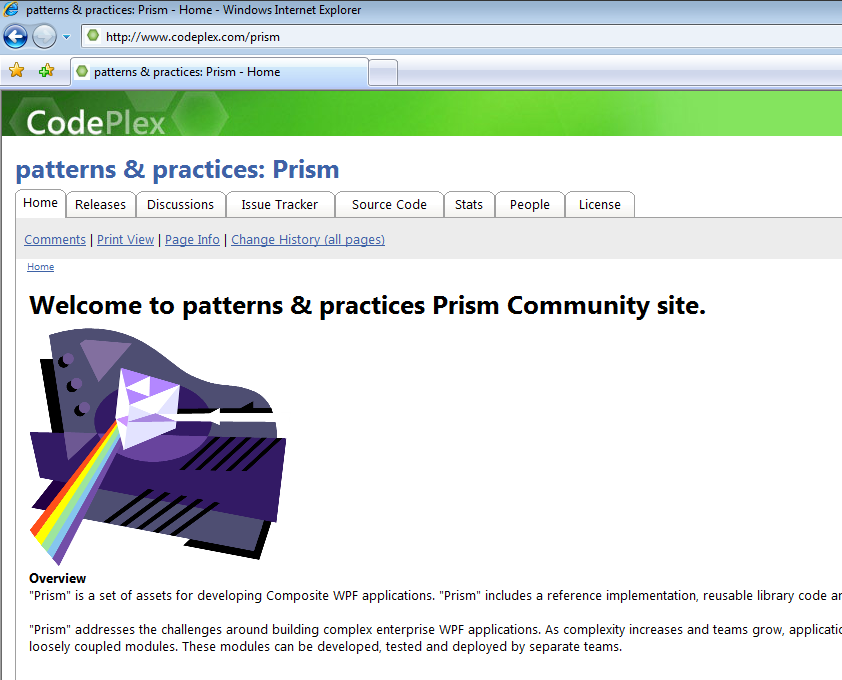 patterns & practices: Prism - Home - Windows Internet Explorer
http://www.codeplex.com/prism
patterns & practices: Prism - Home
CodePlex
patterns & practices: Prism
Home Releases Discussions Issue Tracker Source Code Stats People License
Comments | Print View | Page Info | Change History (all pages)
Home
Welcome to patterns & practices Prism Community site.
Overview
"Prism" is a set of assets for developing Composite WPF applications. "Prism" includes a reference implementation, reusable library code
"Prism" addresses the challenges around building complex enterprise WPF applications. As complexity increases and teams grow,
loosely coupled modules. These modules can be developed, tested and deployed by separate teams.